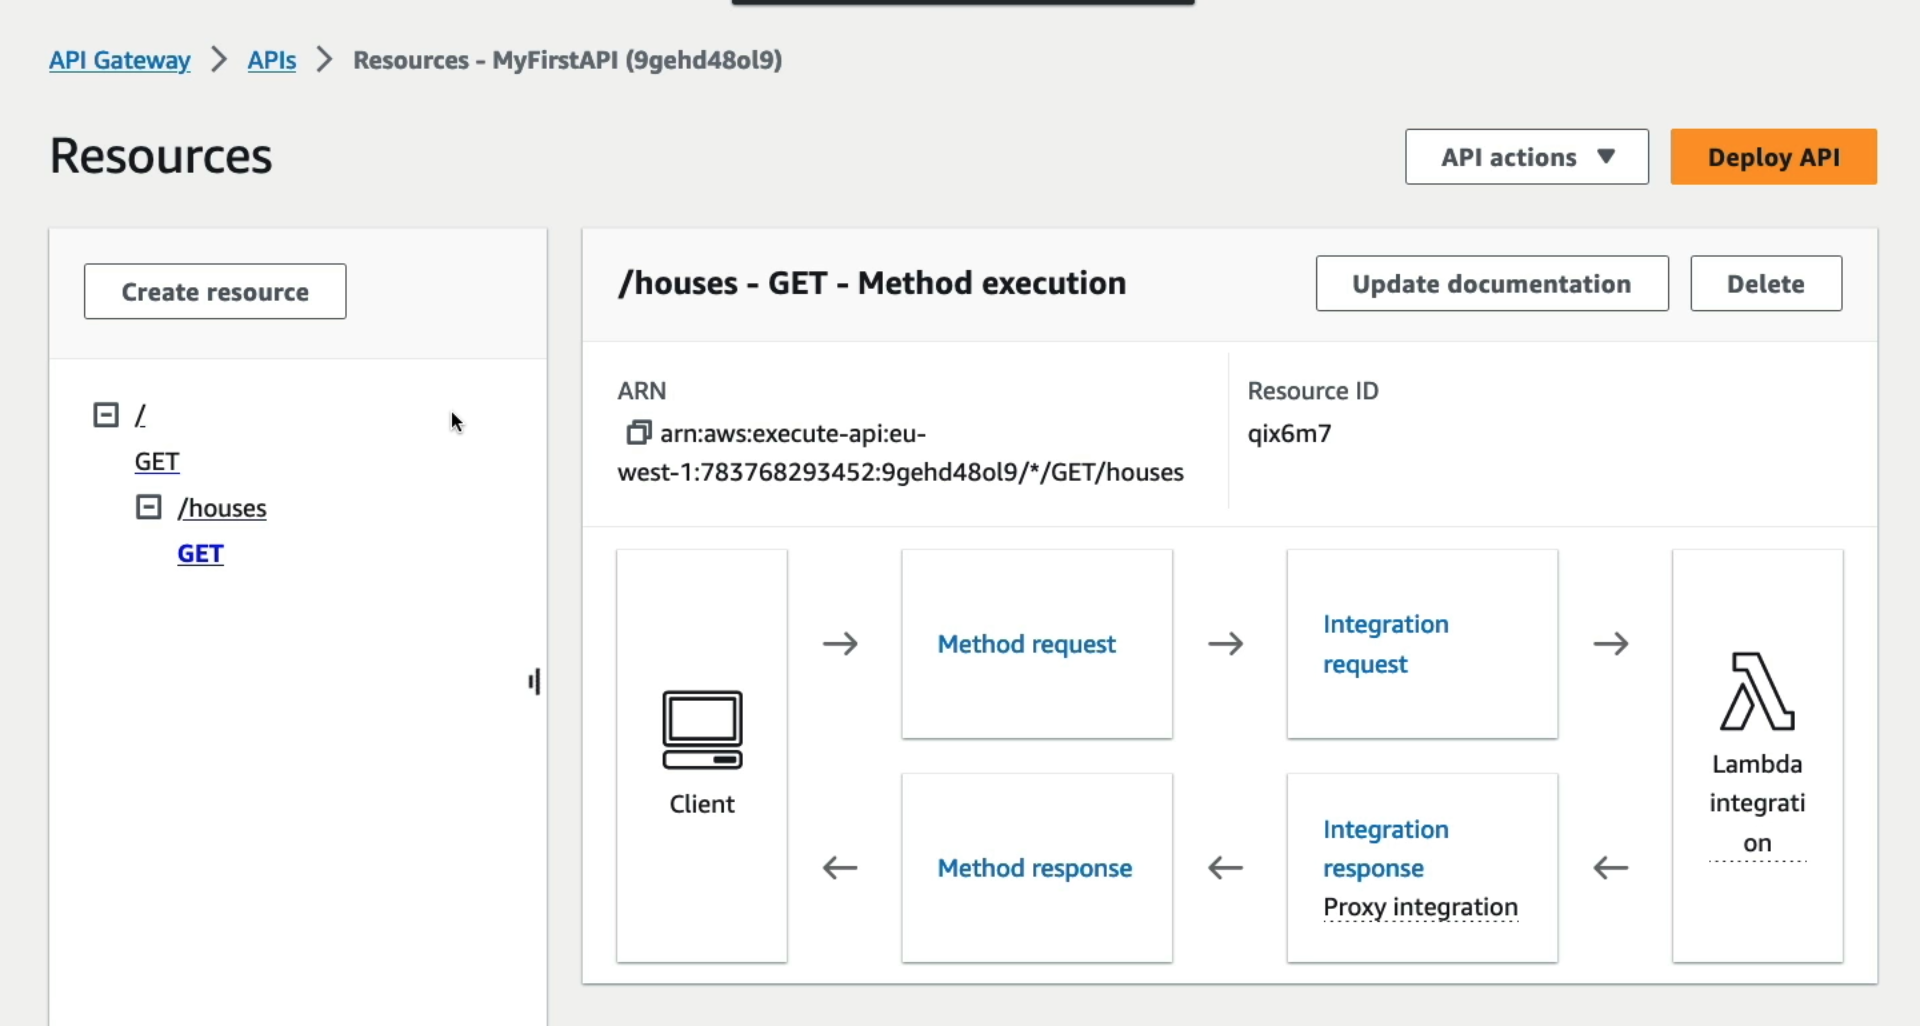 API Gateway > APIs > Resources - MyFirstAPI (9gehd48ol9)
Resources
API actions ▼
Deploy API
Create resource
/
GET
/houses
GET
/houses - GET - Method execution
Update documentation
Delete
ARN
arn:aws:execute-api:eu-
west-1:783768293452:9gehd48ol9/*/GET/houses
Resource ID
qix6m7
Client
Method request
Integration
request
Lambda
integrati
on
Method response
Integration
response
Proxy integration